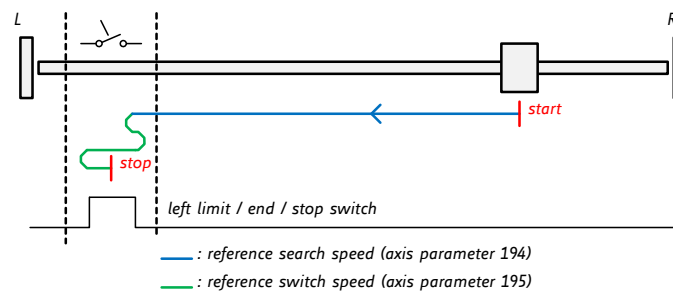 L
R
start
stop
left limit / end / stop switch
: reference search speed (axis parameter 194)
: reference switch speed (axis parameter 195)